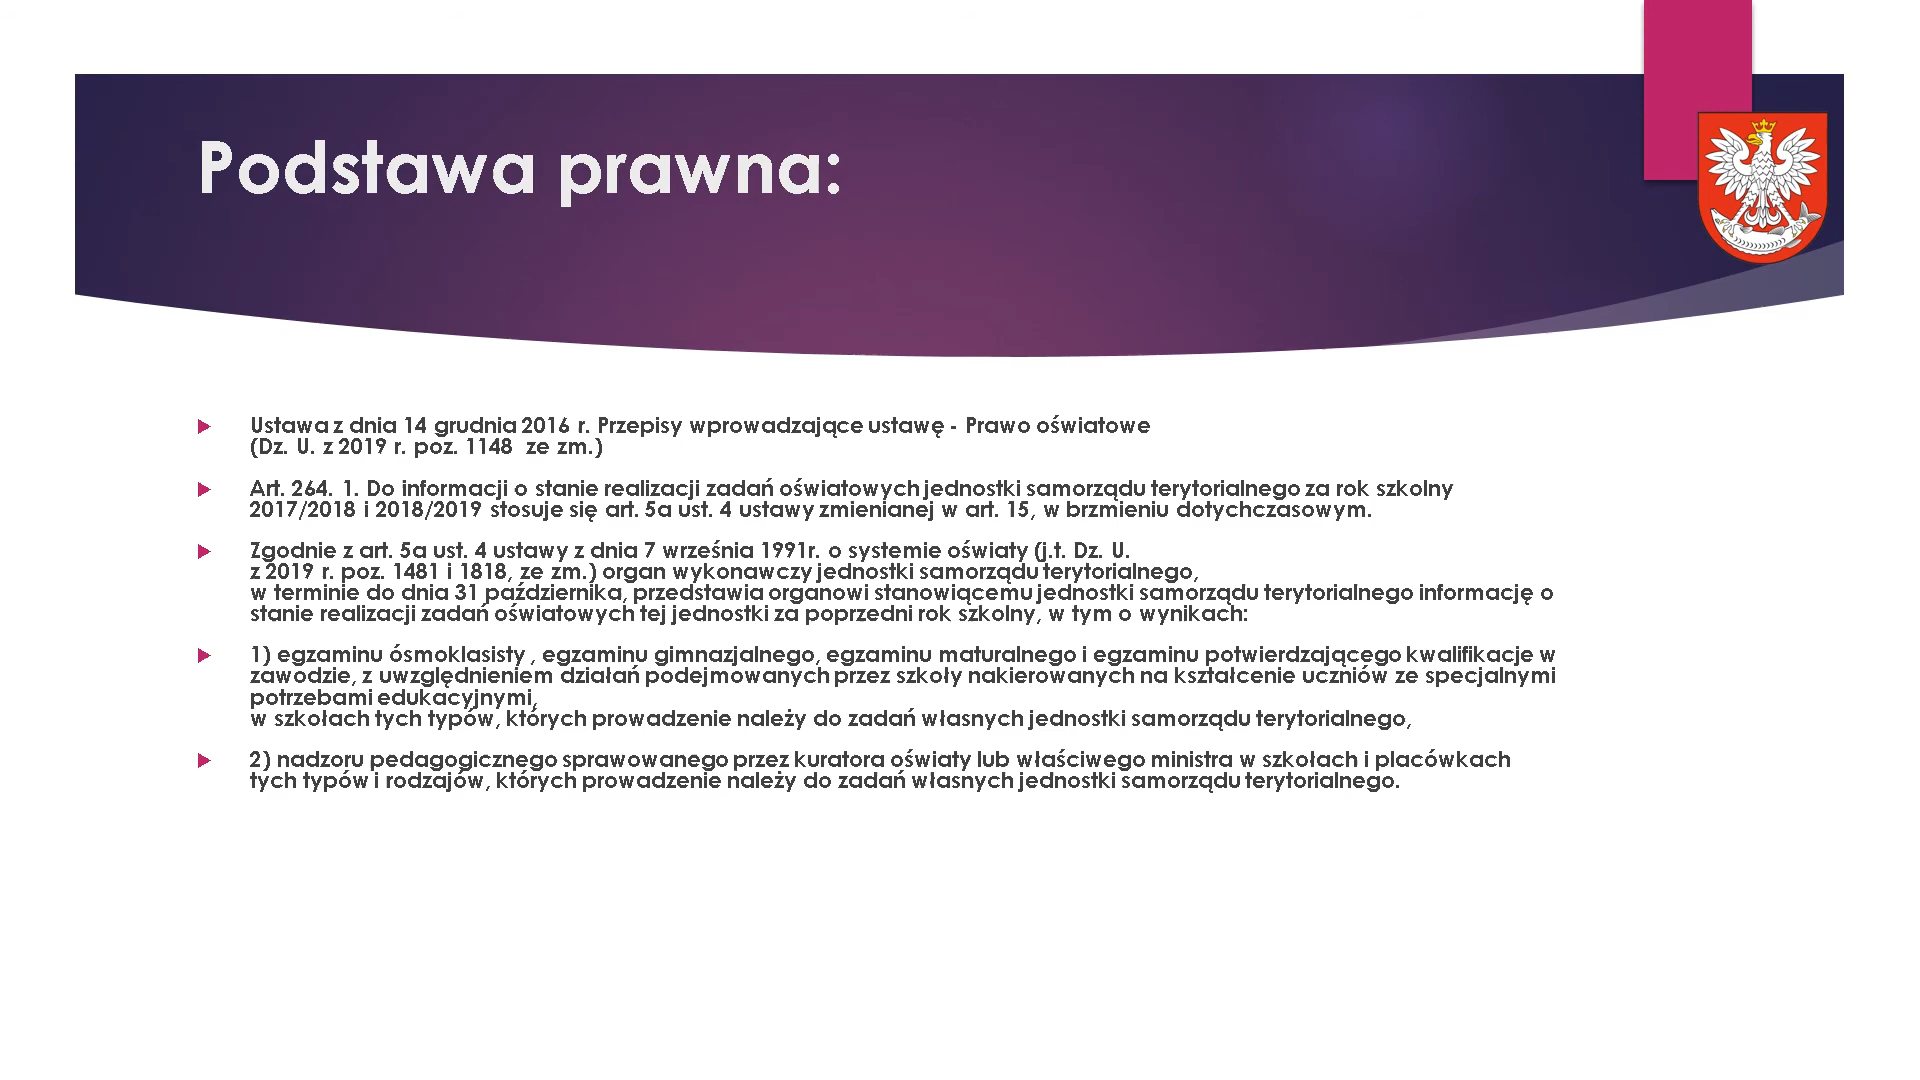 Podstawa prawna:
Ustawa z dnia 14 grudnia 2016 r. Przepisy wprowadzające ustawę - Prawo oświatowe
(Dz. U. z 2019 r. poz. 1148 ze zm.)
Art. 264. 1. Do informacji o stanie realizacji zadań oświatowych jednostki samorządu terytorialnego za rok szkolny
2017/2018 i 2018/2019 stosuje się art. 5a ust. 4 ustawy zmienianej w art. 15, w brzmieniu dotychczasowym.
Zgodnie z art. 5a ust. 4 ustawy z dnia 7 września 1991r. o systemie oświaty (j.t. Dz. U.
z 2019 r. poz. 1481 i 1818, ze zm.) organ wykonawczy jednostki samorządu terytorialnego,
w terminie do dnia 31 października, przedstawia organowi stanowiącemu jednostki samorządu terytorialnego informację o
stanie realizacji zadań oświatowych tej jednostki za poprzedni rok szkolny, w tym o wynikach:
1) egzaminu ósmoklasisty , egzaminu gimnazjalnego, egzaminu maturalnego i egzaminu potwierdzającego kwalifikacje w
zawodzie, z uwzględnieniem działań podejmowanych przez szkoły nakierowanych na kształcenie uczniów ze specjalnymi
potrzebami edukacyjnymi,
w szkołach tych typów, których prowadzenie należy do zadań własnych jednostki samorządu terytorialnego,
2) nadzoru pedagogicznego sprawowanego przez kuratora oświaty lub właściwego ministra w szkołach i placówkach
tych typów i rodzajów, których prowadzenie należy do zadań własnych jednostki samorządu terytorialnego.